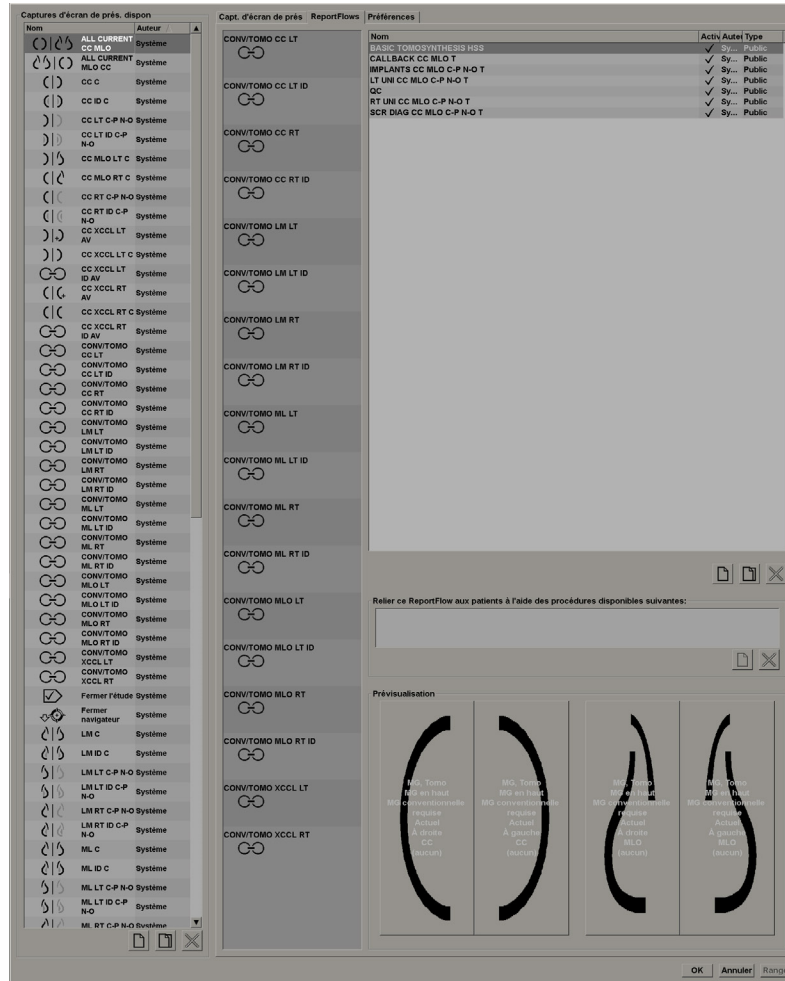 Captures d'écran de prés. dispon
Nom Auteur
ALL CURRENT CC MLO Système
ALL CURRENT MLO CC Système
CC C Système
CC ID C Système
CC LT C-P N-O Système
CC LT ID C-P N-O Système
CC MLO LT C Système
CC MLO RT C Système
CC RT C-P N-O Système
CC RT ID C-P N-O Système
CC XCCL LT AV Système
CC XCCL LT C Système
CC XCCL LT ID AV Système
CC XCCL RT AV Système
CC XCCL RT C Système
CC XCCL RT ID AV Système
CONV/TOMO CC LT Système
CONV/TOMO CC LT ID Système
CONV/TOMO CC RT Système
CONV/TOMO CC RT ID Système
CONV/TOMO LM LT Système
CONV/TOMO LM LT ID Système
CONV/TOMO LM RT Système
CONV/TOMO LM RT ID Système
CONV/TOMO ML LT Système
CONV/TOMO ML LT ID Système
CONV/TOMO ML RT Système
CONV/TOMO ML RT ID Système
CONV/TOMO MLO LT Système
CONV/TOMO MLO LT ID Système
CONV/TOMO MLO RT Système
CONV/TOMO MLO RT ID Système
CONV/TOMO XCCL LT Système
CONV/TOMO XCCL RT Système
Fermer l'étude Système
Fermer navigateur Système
LM C Système
LM ID C Système
LM LT C-P N-O Système
LM LT ID C-P N-O Système
LM RT C-P N-O Système
LM RT ID C-P N-O Système
ML C Système
ML ID C Système
ML LT C-P N-O Système
ML LT ID C-P N-O Système
ML RT C-P N-O Système
Capt. d'écran de prés ReportFlows Préférences
CONV/TOMO CC LT
CONV/TOMO CC LT ID
CONV/TOMO CC RT
CONV/TOMO CC RT ID
CONV/TOMO LM LT
CONV/TOMO LM LT ID
CONV/TOMO LM RT
CONV/TOMO LM RT ID
CONV/TOMO ML LT
CONV/TOMO ML LT ID
CONV/TOMO ML RT
CONV/TOMO ML RT ID
CONV/TOMO MLO LT
CONV/TOMO MLO LT ID
CONV/TOMO MLO RT
CONV/TOMO MLO RT ID
CONV/TOMO XCCL LT
CONV/TOMO XCCL RT
Nom Activ Auteu Type
BASIC TOMOSYNTHESIS HSS Sy... Public
CALLBACK CC MLO T Sy... Public
IMPLANTS CC MLO C-P N-O T Sy... Public
LT UNI CC MLO C-P N-O T Sy... Public
QC Sy... Public
RT UNI CC MLO C-P N-O T Sy... Public
SCR DIAG CC MLO C-P N-O T Sy... Public
Relier ce ReportFlow aux patients à l'aide des procédures disponibles suivantes:
Prévisualisation
MG, Tomo
MG en haut
MG conventionnelle
requise
Actuel
À droite
CC
(aucun)
MG, Tomo
MG en haut
MG conventionnelle
requise
Actuel
À gauche
CC
(aucun)
MG, Tomo
MG en haut
MG conventionnelle
requise
Actuel
À droite
MLO
(aucun)
MG, Tomo
MG en haut
MG conventionnelle
requise
Actuel
À gauche
MLO
(aucun)
OK Annuler Range